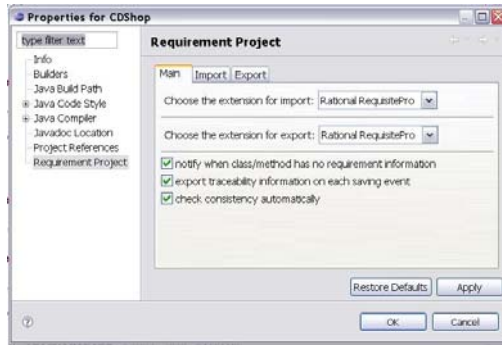 Properties for CDShop
type filter text
Info
Builders
Java Build Path
Java Code Style
Java Compiler
Javadoc Location
Project References
Requirement Project
Requirement Project
Main Import Export
Choose the extension for import: Rational RequisitePro
Choose the extension for export: Rational RequisitePro
notify when class/method has no requirement information
export traceability information on each saving event
check consistency automatically
Restore Defaults Apply
OK Cancel